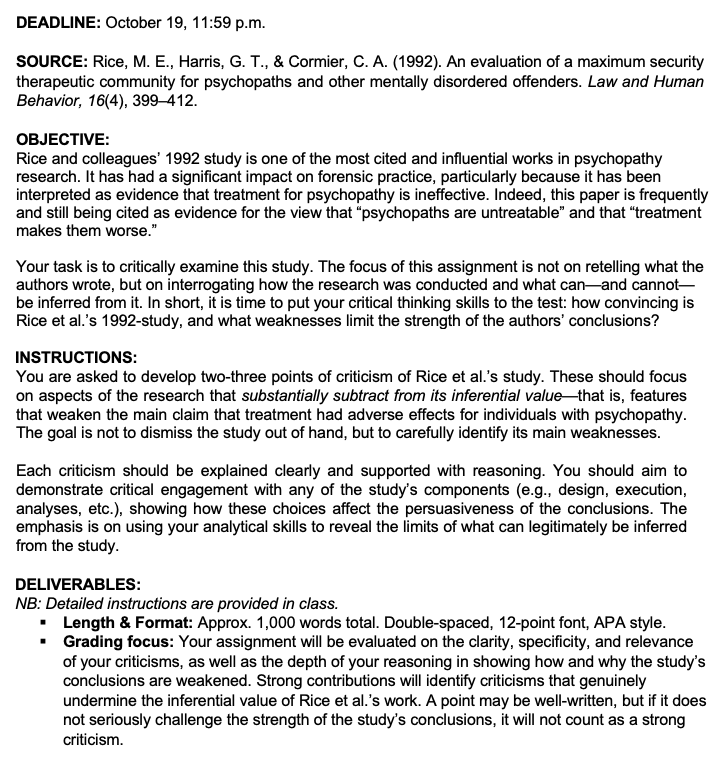 DEADLINE: October 19, 11:59 p.m.
SOURCE: Rice, M. E., Harris, G. T., & Cormier, C. A. (1992). An evaluation of a maximum security
therapeutic community for psychopaths and other mentally disordered offenders. Law and Human
Behavior, 16(4), 399–412.
OBJECTIVE:
Rice and colleagues' 1992 study is one of the most cited and influential works in psychopathy
research. It has had a significant impact on forensic practice, particularly because it has been
interpreted as evidence that treatment for psychopathy is ineffective. Indeed, this paper is frequently
and still being cited as evidence for the view that “psychopaths are untreatable” and that “treatment
makes them worse.”
Your task is to critically examine this study. The focus of this assignment is not on retelling what the
authors wrote, but on interrogating how the research was conducted and what can—and cannot—
be inferred from it. In short, it is time to put your critical thinking skills to the test: how convincing is
Rice et al.'s 1992-study, and what weaknesses limit the strength of the authors' conclusions?
INSTRUCTIONS:
You are asked to develop two-three points of criticism of Rice et al.'s study. These should focus
on aspects of the research that substantially subtract from its inferential value—that is, features
that weaken the main claim that treatment had adverse effects for individuals with psychopathy.
The goal is not to dismiss the study out of hand, but to carefully identify its main weaknesses.
Each criticism should be explained clearly and supported with reasoning. You should aim to
demonstrate critical engagement with any of the study's components (e.g., design, execution,
analyses, etc.), showing how these choices affect the persuasiveness of the conclusions. The
emphasis is on using your analytical skills to reveal the limits of what can legitimately be inferred
from the study.
DELIVERABLES:
NB: Detailed instructions are provided in class.
▪ Length & Format: Approx. 1,000 words total. Double-spaced, 12-point font, APA style.
▪ Grading focus: Your assignment will be evaluated on the clarity, specificity, and relevance
of your criticisms, as well as the depth of your reasoning in showing how and why the study's
conclusions are weakened. Strong contributions will identify criticisms that genuinely
undermine the inferential value of Rice et al.'s work. A point may be well-written, but if it does
not seriously challenge the strength of the study's conclusions, it will not count as a strong
criticism.